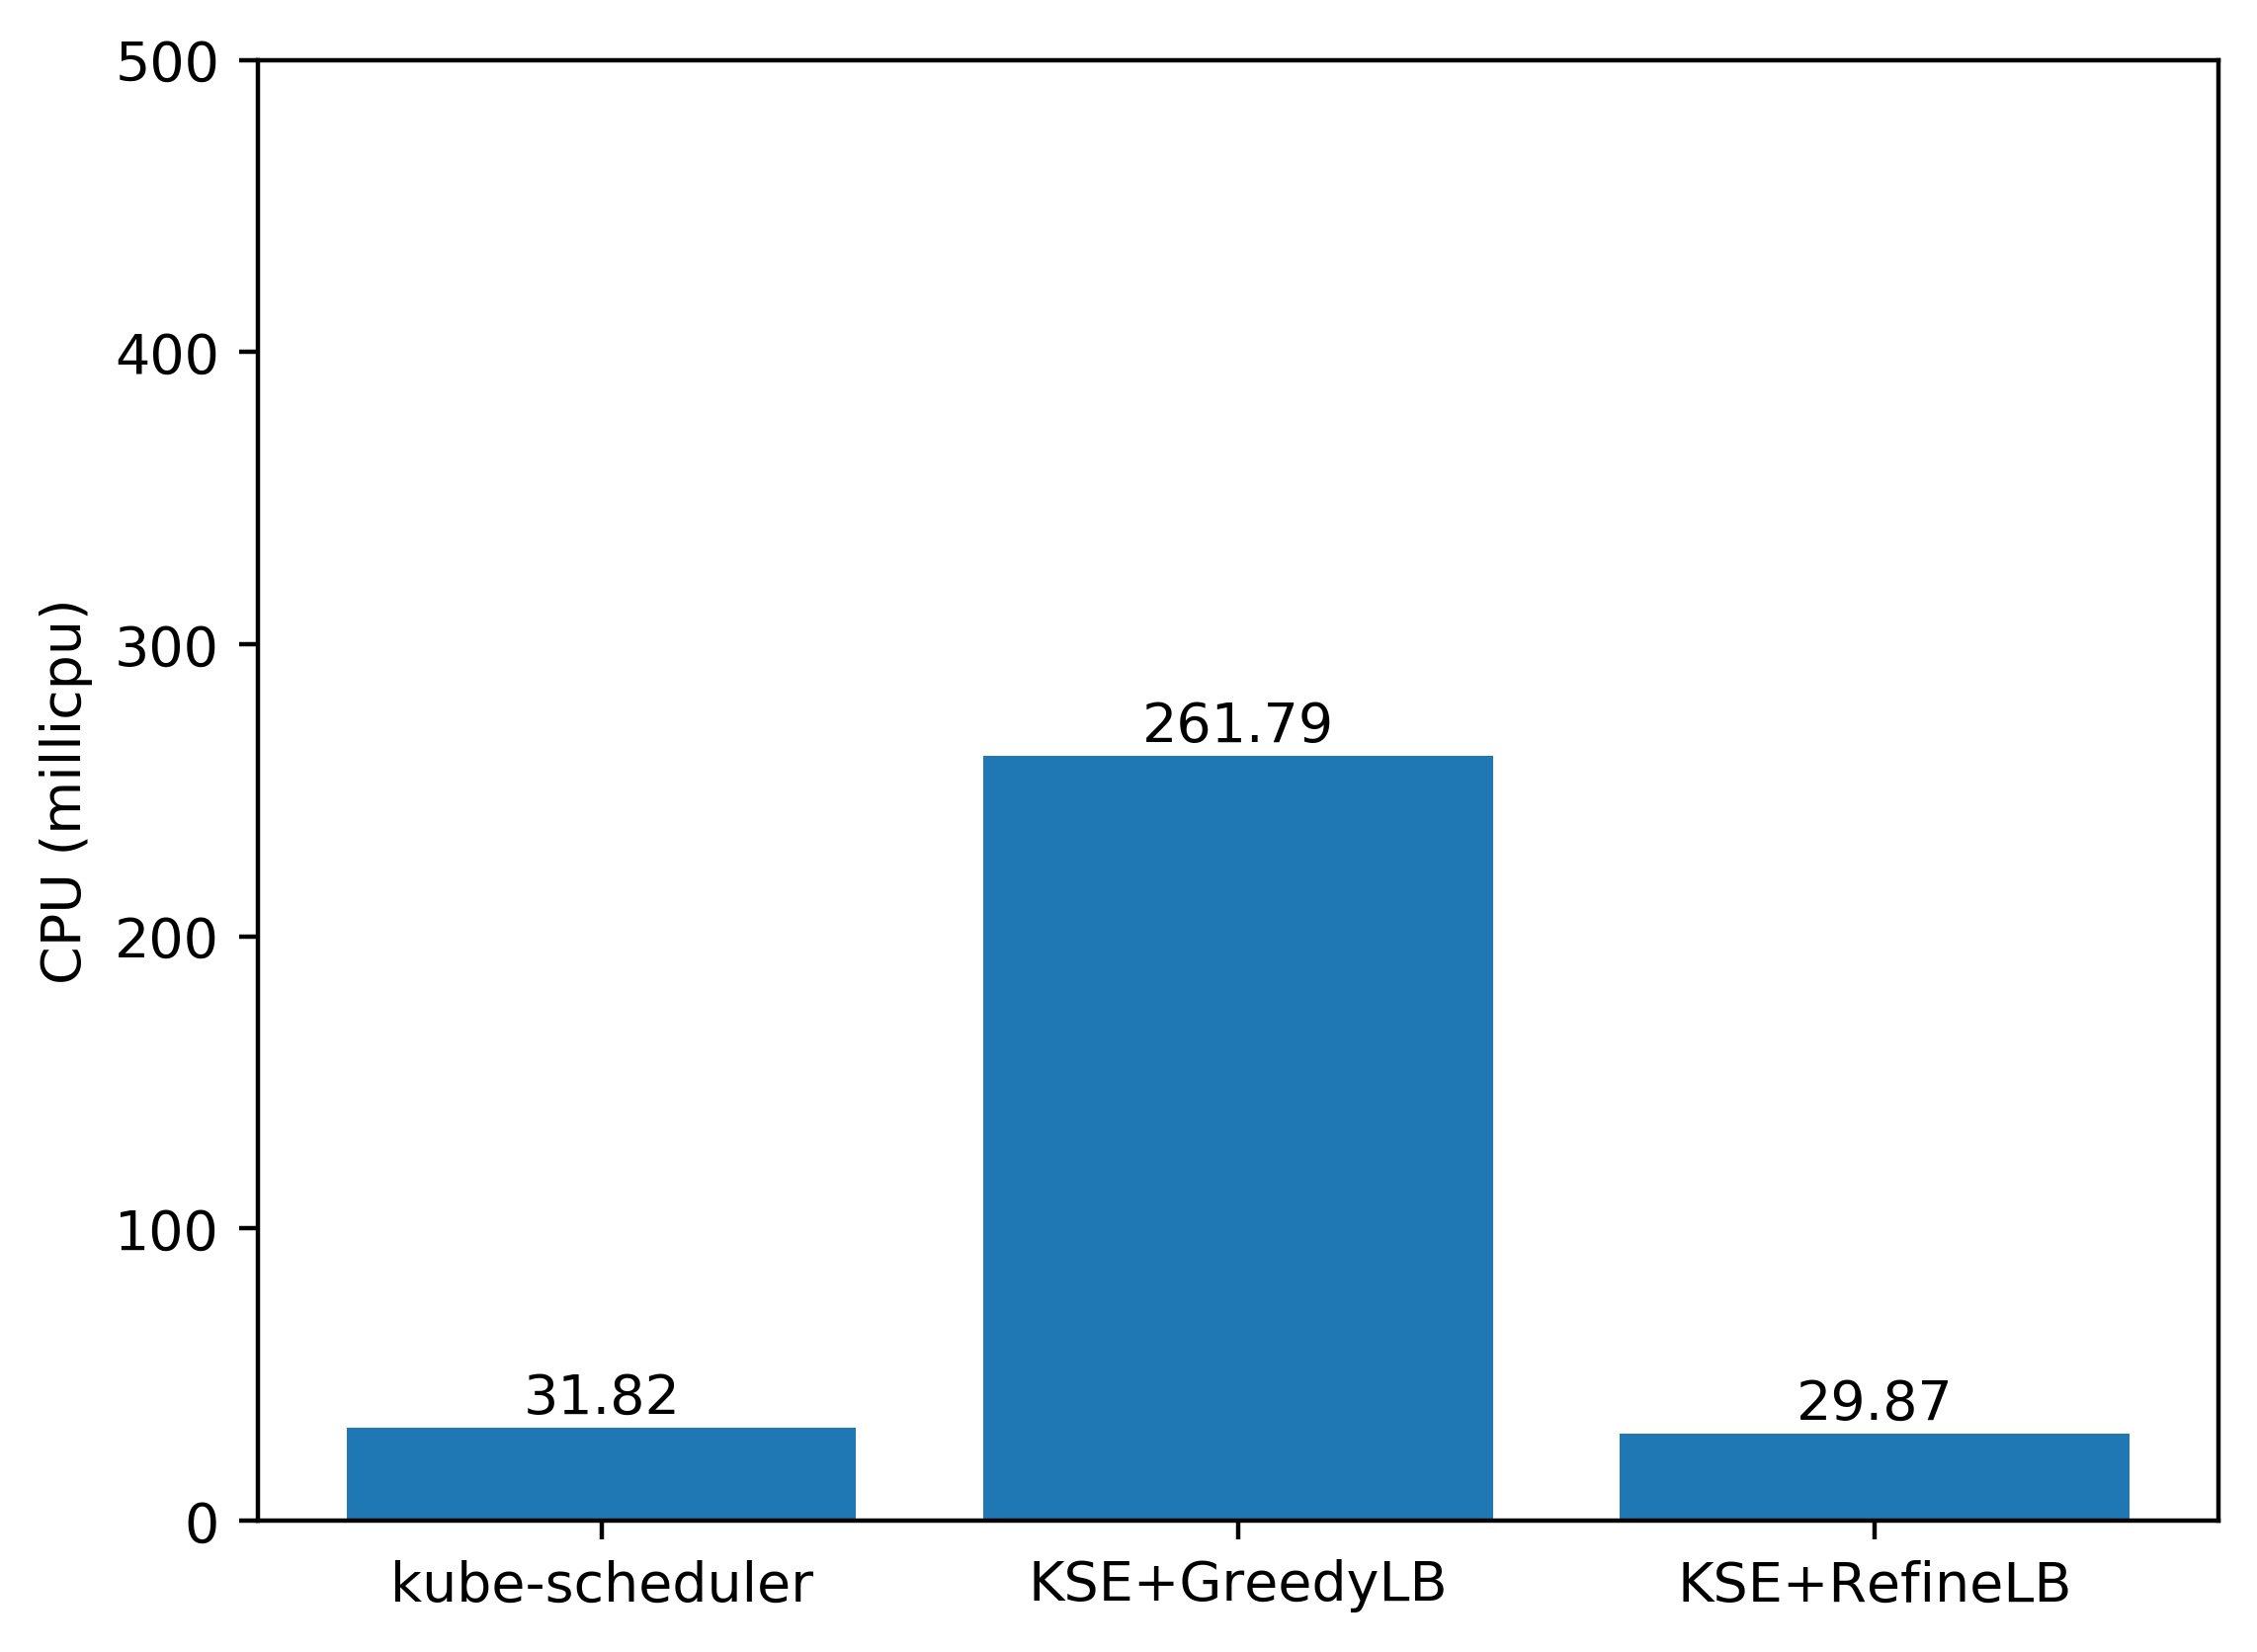 500
400
300
200
100
0
CPU (millicpu)
31.82
261.79
29.87
kube-scheduler
KSE+GreedyLB
KSE+RefineLB